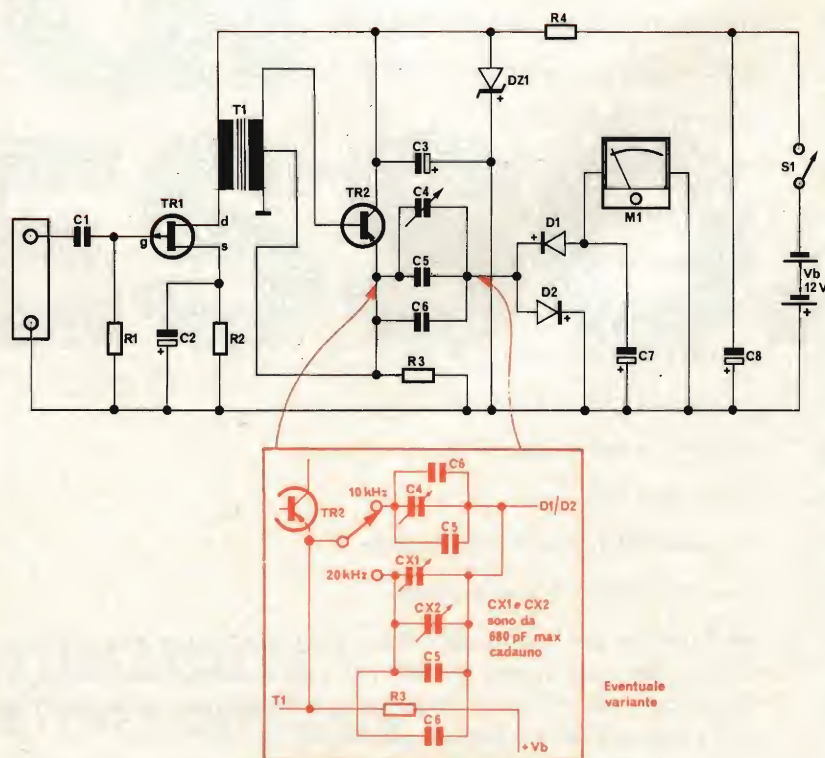 R4
DZ1
T1
C3
S1
TR2
C4
M1
C1
TR1
d
D1
g
s
C5
Vb
12 V
+
D2
C6
R1
C2
R2
R3
C7
C8
+
+
+
+
+
+
+
C6
10 kHz
C4
D1/D2
TR2
C5
20 kHz
CX1
CX2
CX1 e CX2
sono da
680 pF max
cadauno
C5
Eventuale
variante
T1
R3
C6
+ Vb